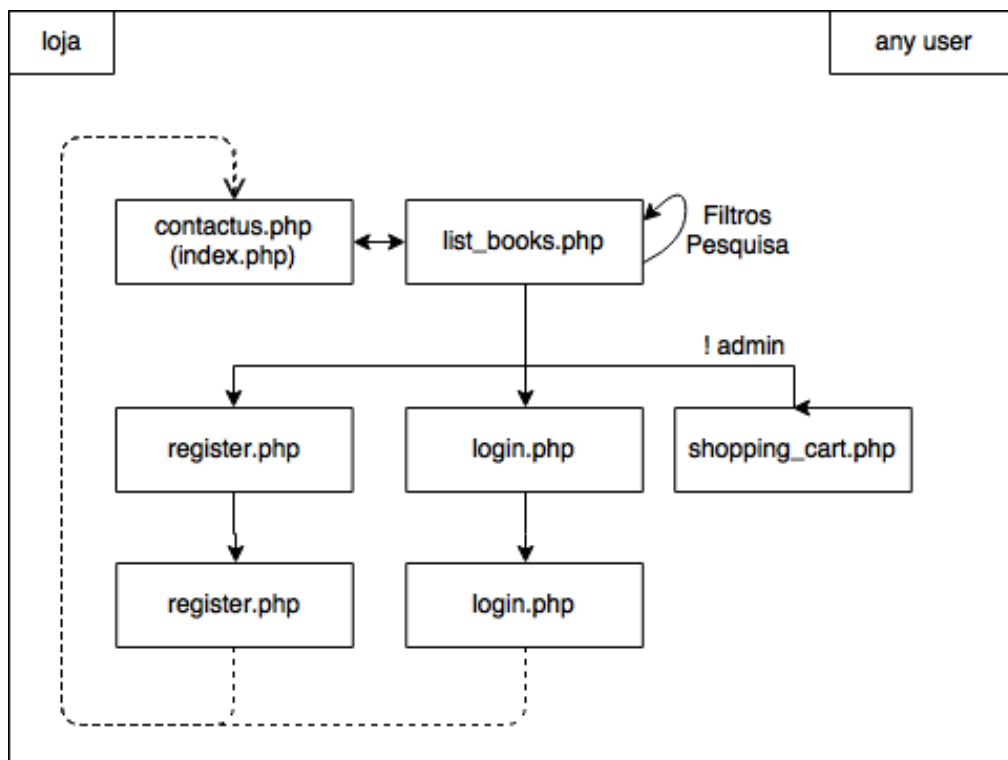 loja
any user
contactus.php
(index.php)
list_books.php
Filtros
Pesquisa
! admin
register.php
login.php
shopping_cart.php
register.php
login.php